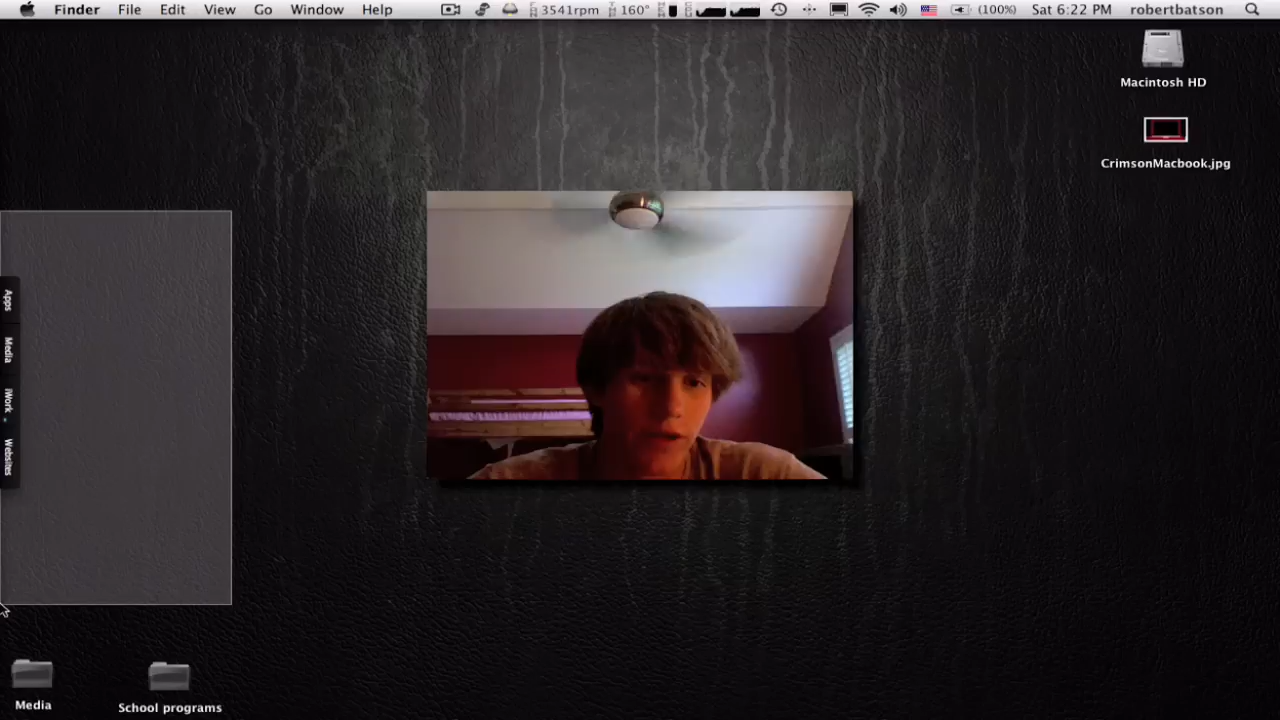 Finder File Edit View Go Window Help 3541rpm 160° (100%) Sat 6:22 PM robertbatson
Macintosh HD
CrimsonMacbook.jpg
Apps
Media
iWork
Websites
Media
School programs